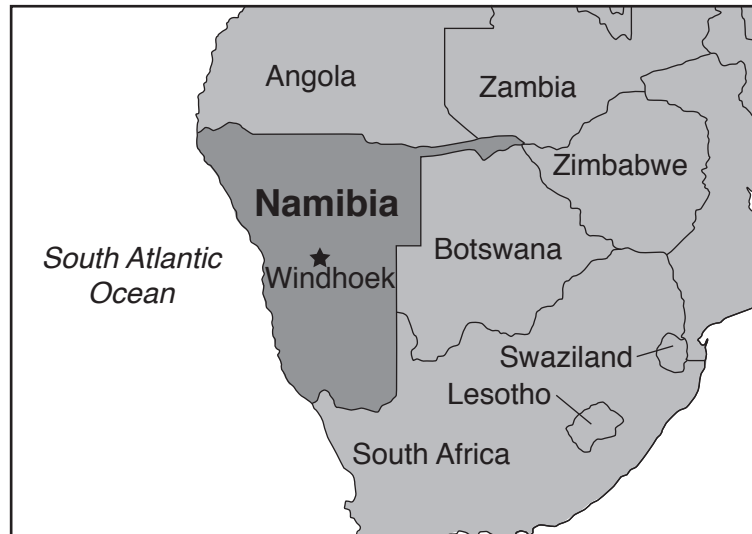 Angola
Zambia
Zimbabwe
Namibia
Botswana
South Atlantic
Ocean
Windhoek
Swaziland
Lesotho
South Africa